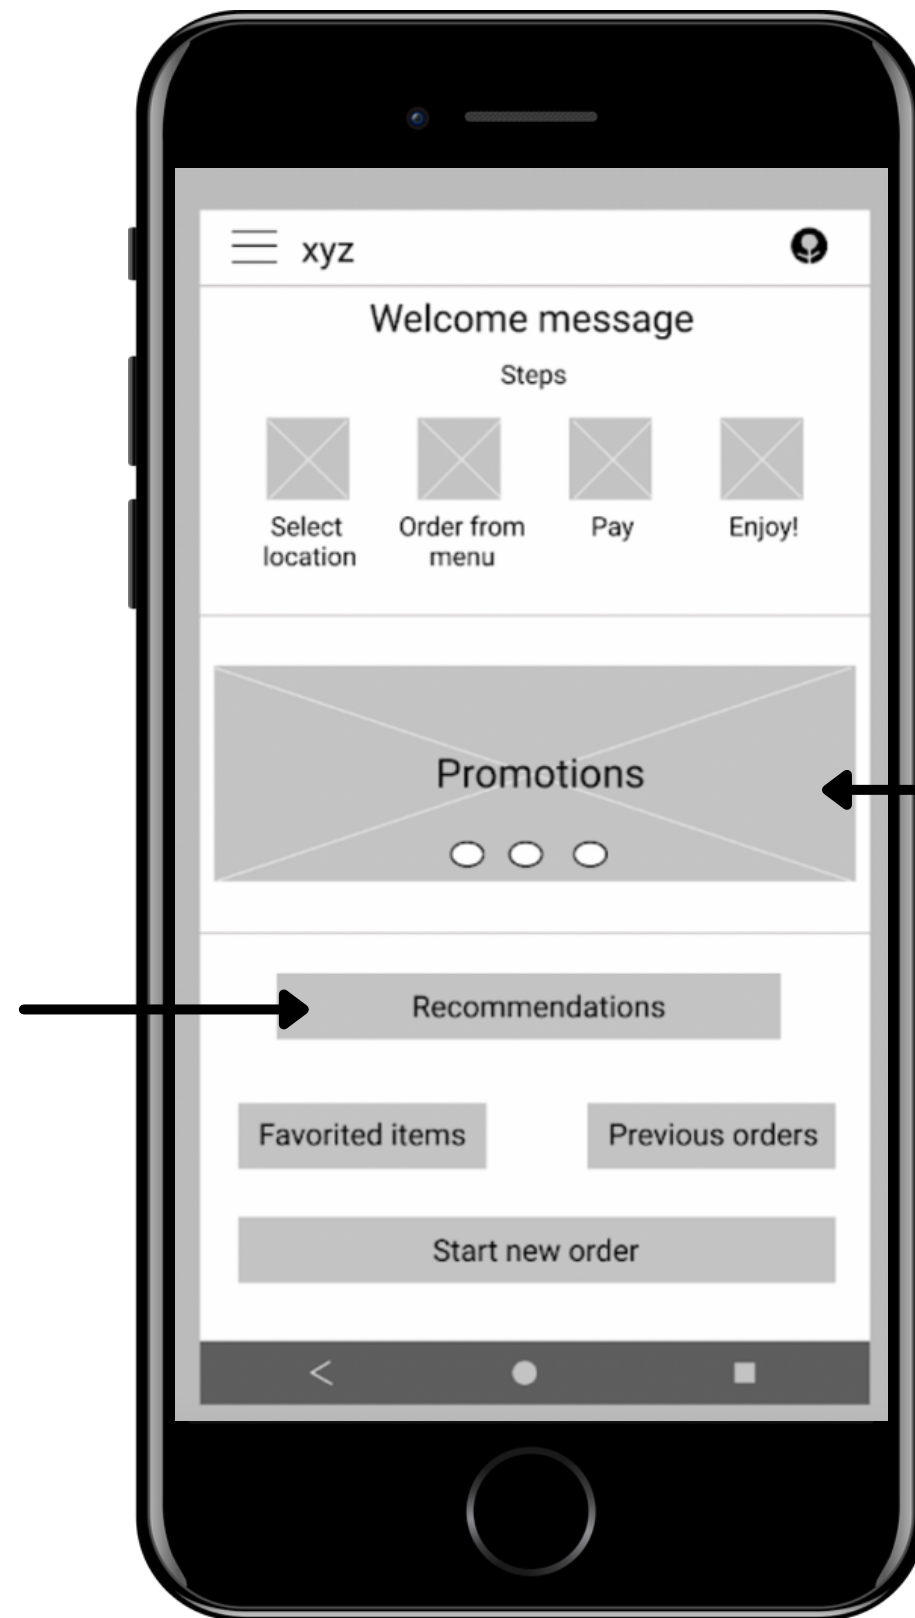 xyz
Welcome message
Steps
Select location
Order from menu
Pay
Enjoy!
Promotions
Recommendations
Favorited items
Previous orders
Start new order